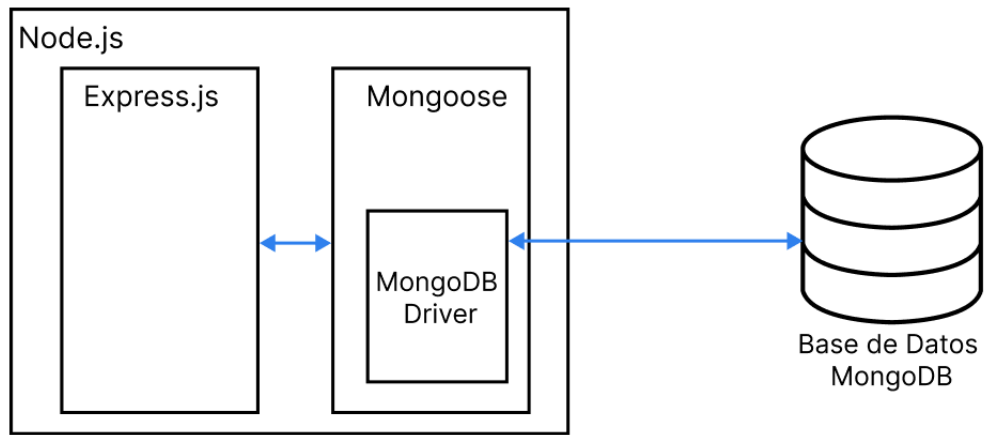 Node.js
Express.js
Mongoose
MongoDB
Driver
Base de Datos
MongoDB